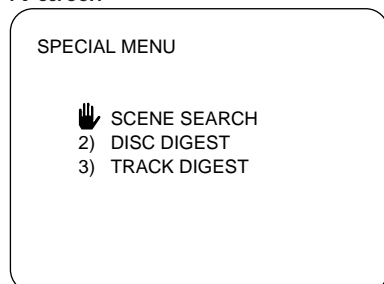 SPECIAL MENU
SCENE SEARCH
2) DISC DIGEST
3) TRACK DIGEST